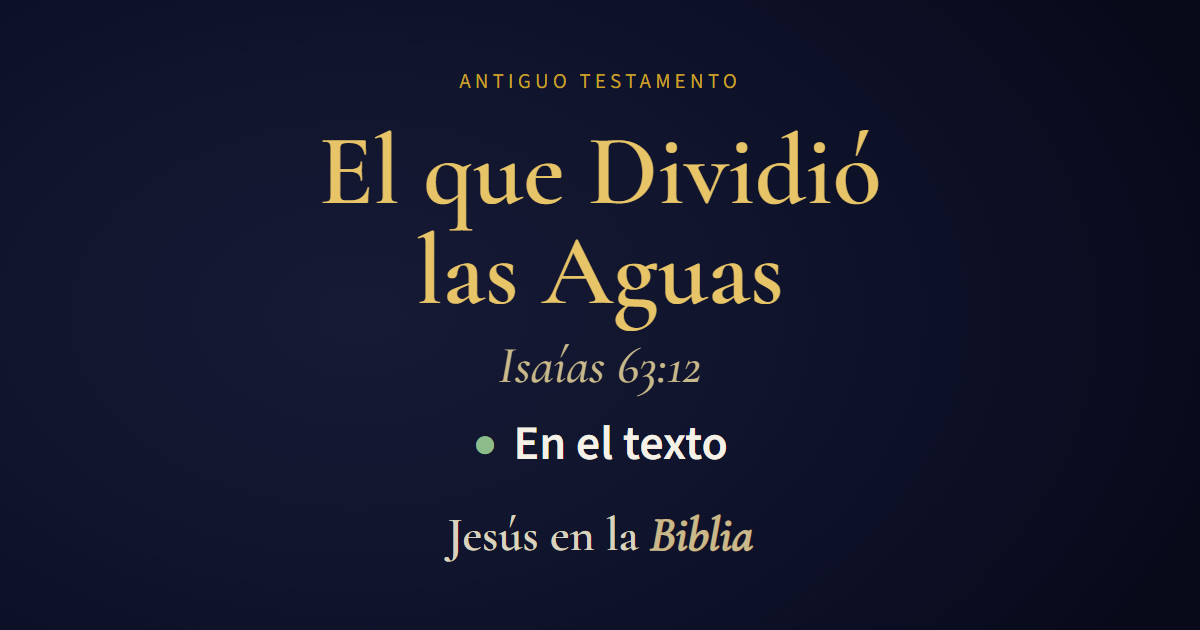 ANTIGUO TESTAMENTO
El que Dividió
las Aguas
Isaías 63:12
En el texto
Jesús en la Biblia